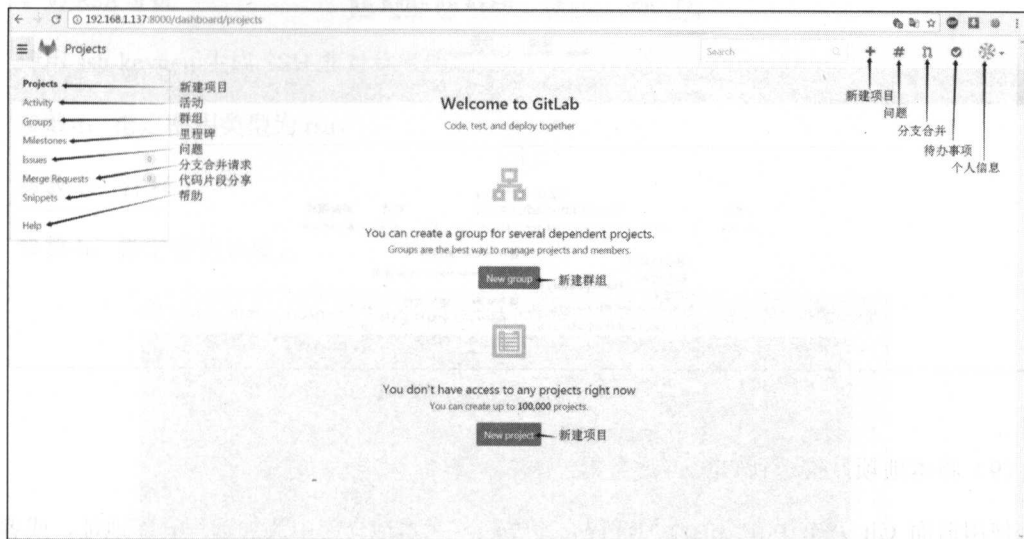 192.168.1.137:8000/dashboard/projects
Projects
Search
Projects
Activity
Groups
Milestones
Issues 0
Merge Requests 0
Snippets
Help
新建项目
活动
群组
里程碑
问题
分支合并请求
代码片段分享
帮助
新建项目
问题
分支合并
待办事项
个人信息
Welcome to GitLab
Code, test, and deploy together
You can create a group for several dependent projects.
Groups are the best way to manage projects and members.
New group
新建群组
You don't have access to any projects right now
You can create up to 100,000 projects.
New project
新建项目